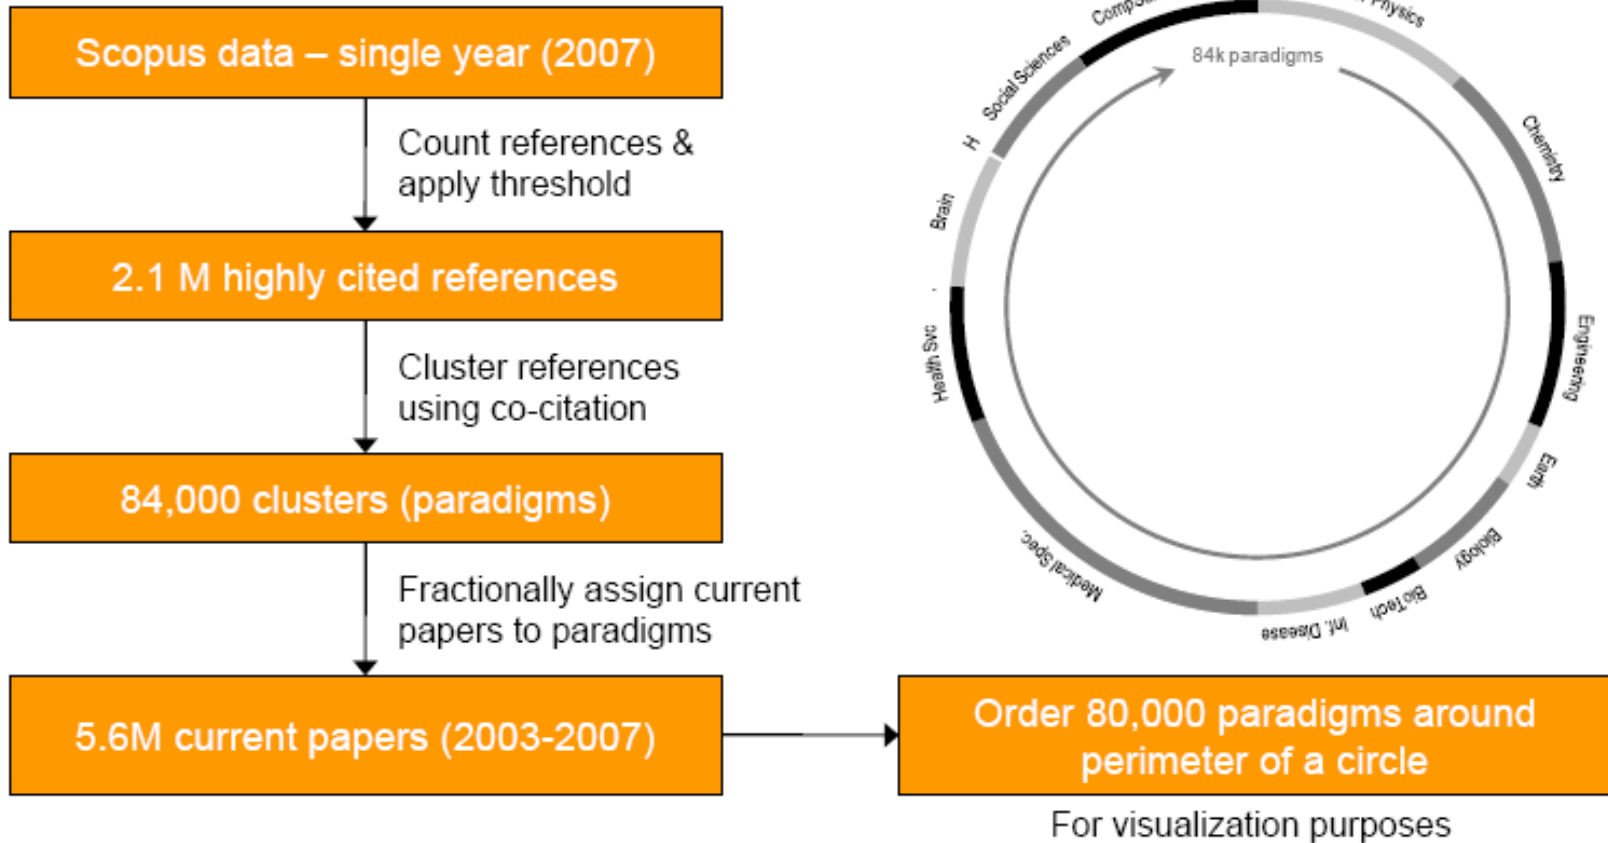 Scopus data – single year (2007)
Count references &
apply threshold
2.1 M highly cited references
Cluster references
using co-citation
84,000 clusters (paradigms)
Fractionally assign current
papers to paradigms
5.6M current papers (2003-2007)
Physics
84k paradigms
Social Sciences
H
Chemistry
Brain
Engineering
Health Svc
Earth
Biology
Medical Spec.
BioTech
Inf. Disease
Order 80,000 paradigms around
perimeter of a circle
For visualization purposes